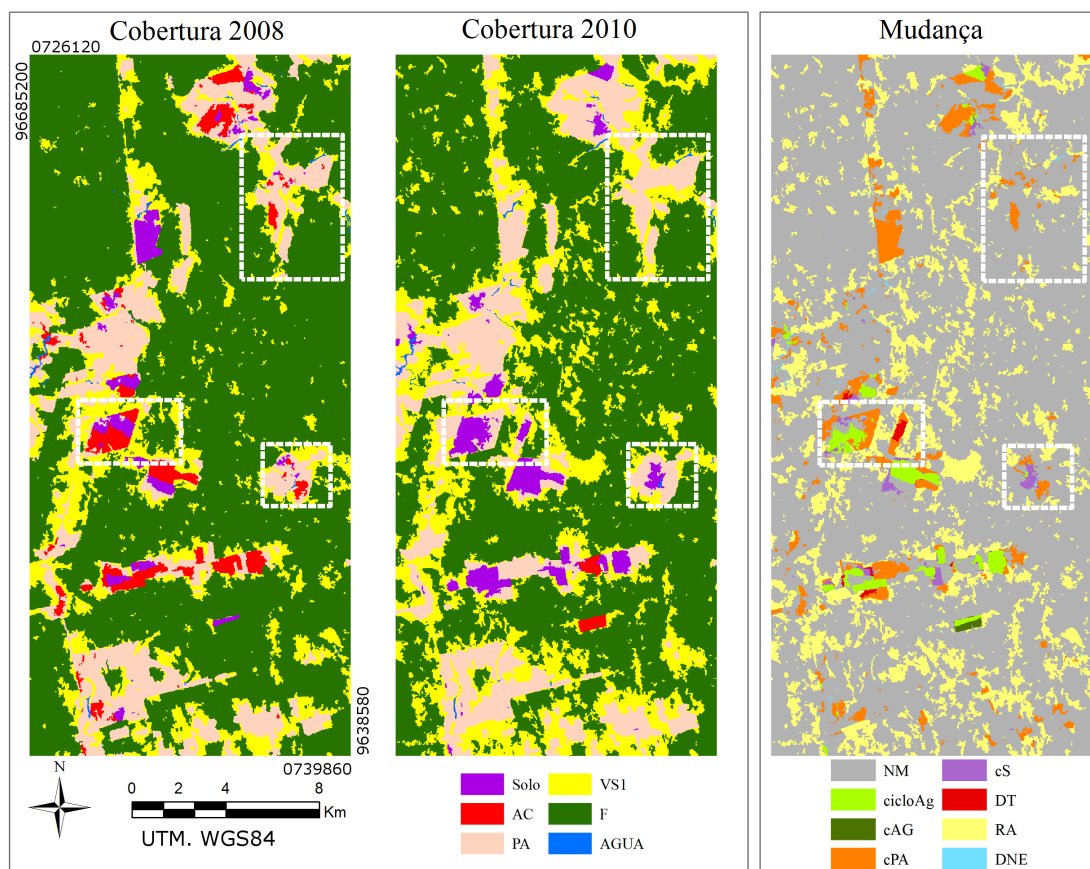 Cobertura 2008
Cobertura 2010
Mudança
0726120
9668520
9638580
0739860
N
0 2 4 8
Km
UTM. WGS84
Solo
VS1
AC
F
PA
AGUA
NM
cS
cicloAg
DT
cAG
RA
cPA
DNE